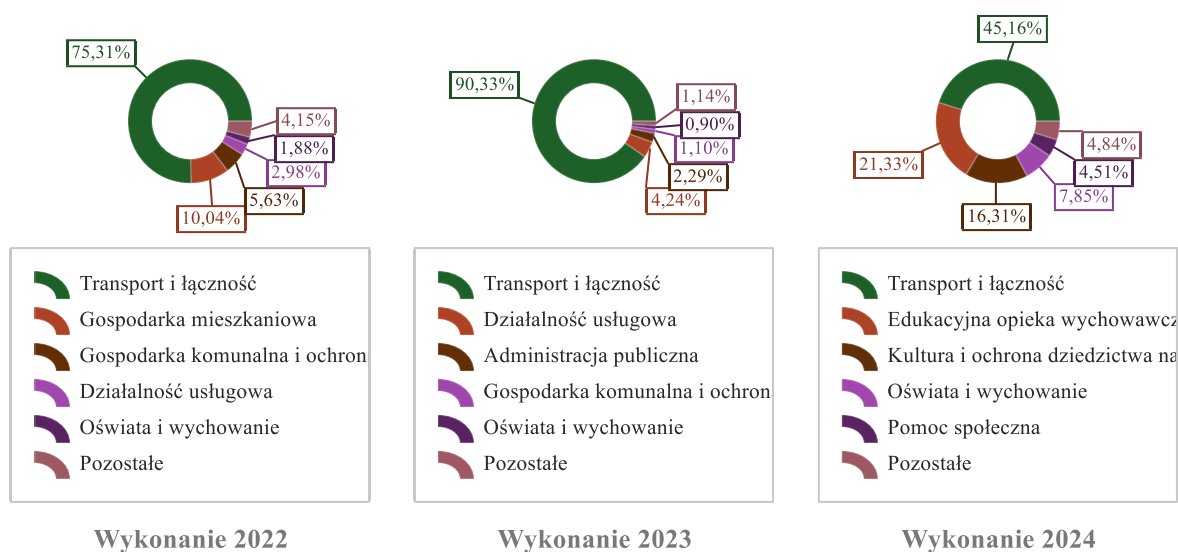 75,31%
4,15%
1,88%
2,98%
5,63%
10,04%
Transport i łączność
Gospodarka mieszkaniowa
Gospodarka komunalna i ochron
Działalność usługowa
Oświata i wychowanie
Pozostałe
Wykonanie 2022
90,33%
1,14%
0,90%
1,10%
2,29%
4,24%
Transport i łączność
Działalność usługowa
Administracja publiczna
Gospodarka komunalna i ochron
Oświata i wychowanie
Pozostałe
Wykonanie 2023
45,16%
21,33%
4,84%
4,51%
7,85%
16,31%
Transport i łączność
Edukacyjna opieka wychowawcz
Kultura i ochrona dziedzictwa na
Oświata i wychowanie
Pomoc społeczna
Pozostałe
Wykonanie 2024